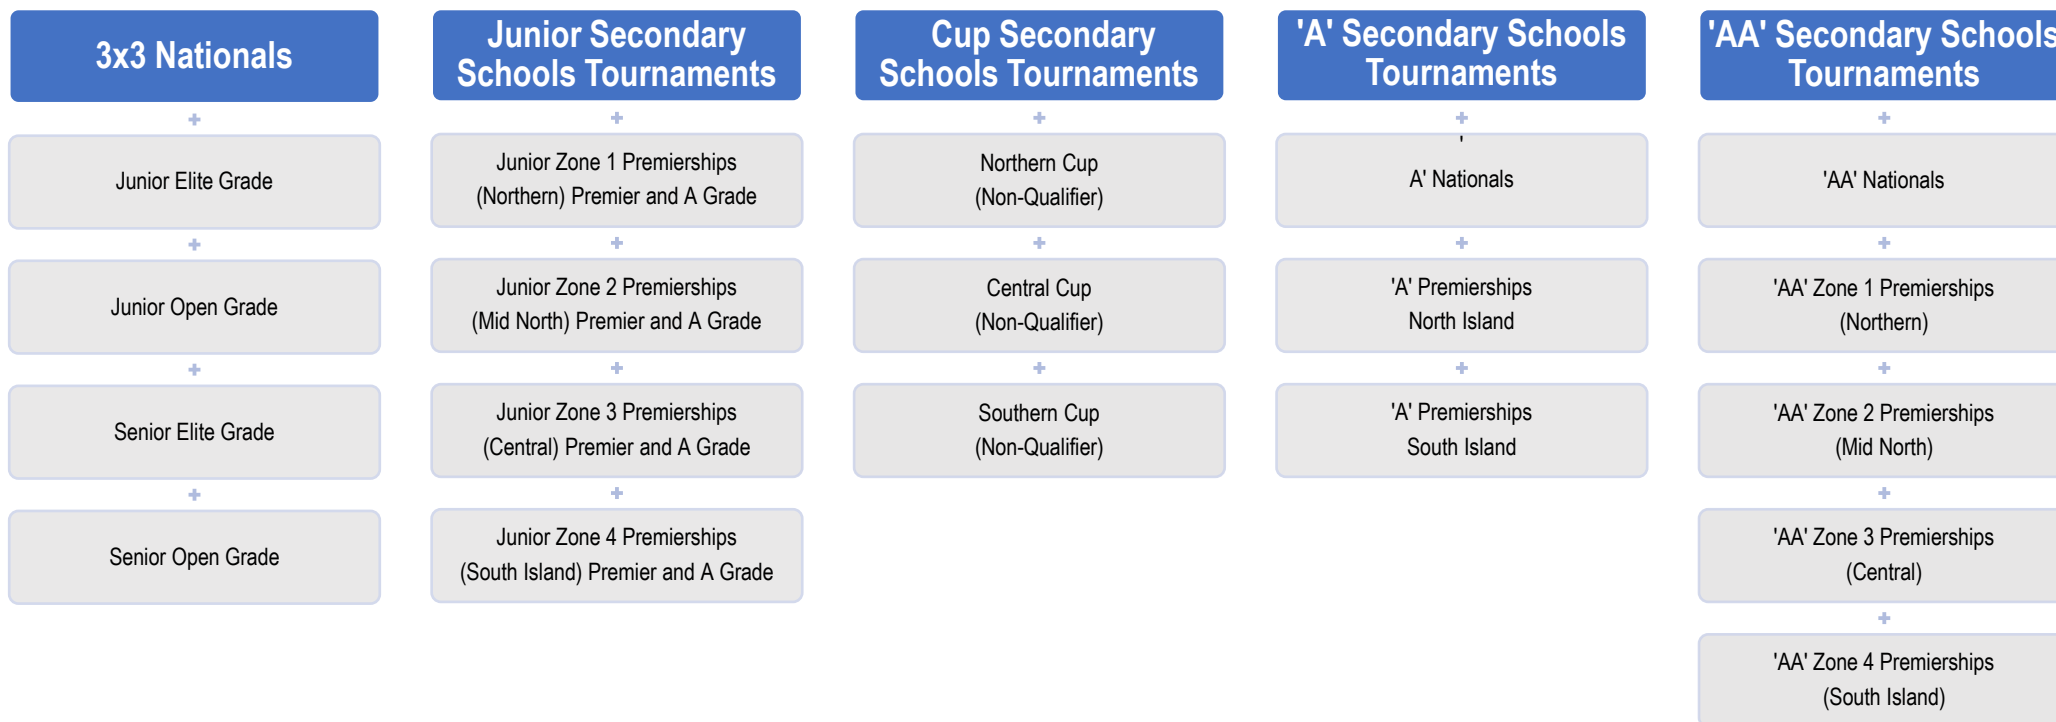 3x3 Nationals
Junior Elite Grade
Junior Open Grade
Senior Elite Grade
Senior Open Grade
Junior Secondary
Schools Tournaments
Junior Zone 1 Premierships
(Northern) Premier and A Grade
Junior Zone 2 Premierships
(Mid North) Premier and A Grade
Junior Zone 3 Premierships
(Central) Premier and A Grade
Junior Zone 4 Premierships
(South Island) Premier and A Grade
Cup Secondary
Schools Tournaments
Northern Cup
(Non-Qualifier)
Central Cup
(Non-Qualifier)
Southern Cup
(Non-Qualifier)
'A' Secondary Schools
Tournaments
'
A' Nationals
'A' Premierships
North Island
'A' Premierships
South Island
'AA' Secondary Schools
Tournaments
'AA' Nationals
'AA' Zone 1 Premierships
(Northern)
'AA' Zone 2 Premierships
(Mid North)
'AA' Zone 3 Premierships
(Central)
'AA' Zone 4 Premierships
(South Island)